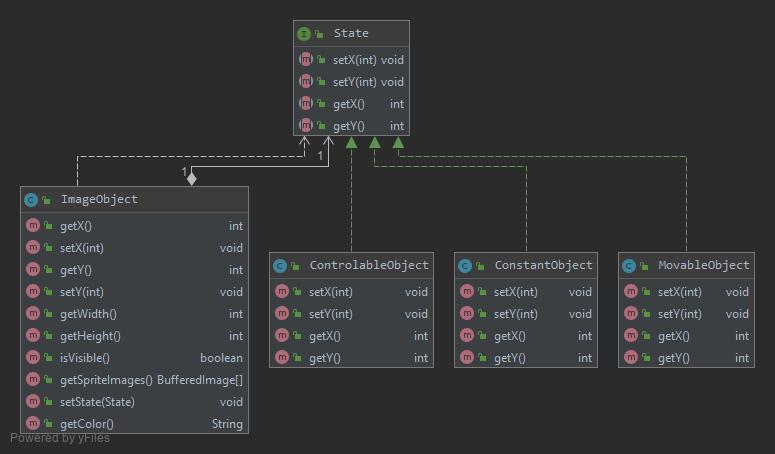 I State
m setX(int) void
m setY(int) void
m getX() int
m getY() int
1
1
C ImageObject
m getX() int
m setX(int) void
m getY() int
m setY(int) void
m getWidth() int
m getHeight() int
m isVisible() boolean
m getSpriteImages() BufferedImage[]
m setState(State) void
m getColor() String
C ControlableObject
m setX(int) void
m setY(int) void
m getX() int
m getY() int
C ConstantObject
m setX(int) void
m setY(int) void
m getX() int
m getY() int
C MovableObject
m setX(int) void
m setY(int) void
m getX() int
m getY() int
Powered by yFiles